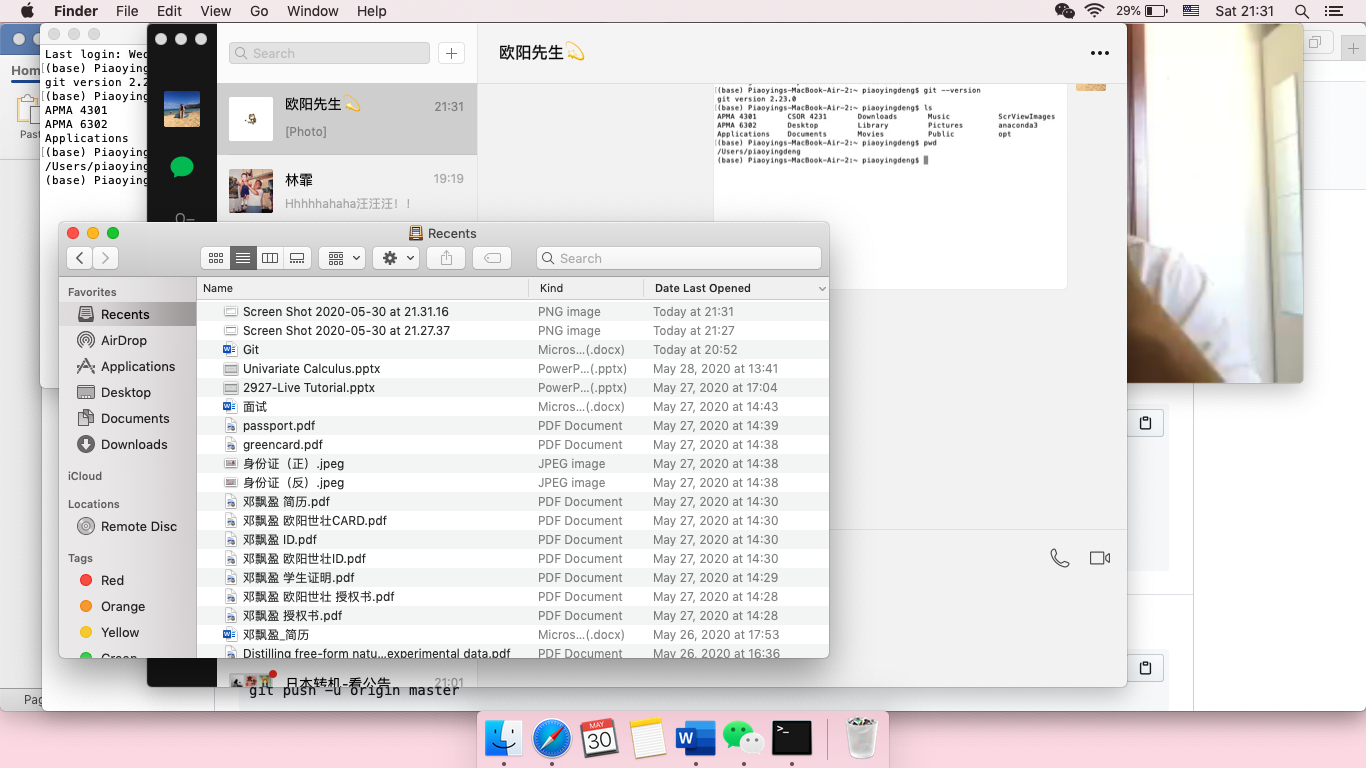 Finder File Edit View Go Window Help 29% Sat 21:31
Last login: Wed
(base) Piaoying
git version 2.2
(base) Piaoying
APMA 4301
APMA 6302
Applications
(base) Piaoying
/Users/piaoying
(base) Piaoying
Search
欧阳先生💫 21:31
[Photo]
林霏 19:19
Hhhhhahaha汪汪汪！！
日本转机-看公告 21:01
欧阳先生💫
((base) Piaoyings-MacBook-Air-2:~ piaoyingdeng$ git --version
git version 2.23.0
((base) Piaoyings-MacBook-Air-2:~ piaoyingdeng$ ls
APMA 4301 CSOR 4231 Downloads Music ScrViewImages
APMA 6302 Desktop Library Pictures anaconda3
Applications Documents Movies Public opt
((base) Piaoyings-MacBook-Air-2:~ piaoyingdeng$ pwd
/Users/piaoyingdeng
(base) Piaoyings-MacBook-Air-2:~ piaoyingdeng$
Recents
Search
Favorites
Recents
AirDrop
Applications
Desktop
Documents
Downloads
iCloud
Locations
Remote Disc
Tags
Red
Orange
Yellow
Green
Name Kind Date Last Opened
Screen Shot 2020-05-30 at 21.31.16 PNG image Today at 21:31
Screen Shot 2020-05-30 at 21.27.37 PNG image Today at 21:27
Git Micros...(.docx) Today at 20:52
Univariate Calculus.pptx PowerP...(.pptx) May 28, 2020 at 13:41
2927-Live Tutorial.pptx PowerP...(.pptx) May 27, 2020 at 17:04
面试 Micros...(.docx) May 27, 2020 at 14:43
passport.pdf PDF Document May 27, 2020 at 14:39
greencard.pdf PDF Document May 27, 2020 at 14:38
身份证（正）.jpeg JPEG image May 27, 2020 at 14:38
身份证（反）.jpeg JPEG image May 27, 2020 at 14:38
邓飘盈 简历.pdf PDF Document May 27, 2020 at 14:30
邓飘盈 欧阳世壮CARD.pdf PDF Document May 27, 2020 at 14:30
邓飘盈 ID.pdf PDF Document May 27, 2020 at 14:30
邓飘盈 欧阳世壮ID.pdf PDF Document May 27, 2020 at 14:30
邓飘盈 学生证明.pdf PDF Document May 27, 2020 at 14:29
邓飘盈 欧阳世壮 授权书.pdf PDF Document May 27, 2020 at 14:28
邓飘盈 授权书.pdf PDF Document May 27, 2020 at 14:28
邓飘盈_简历 Micros...(.docx) May 26, 2020 at 17:53
Distilling free-form natu...experimental data.pdf PDF Document May 26, 2020 at 16:36
git push -u origin master
Hom
Past
Pag
MAY
30
W
>_